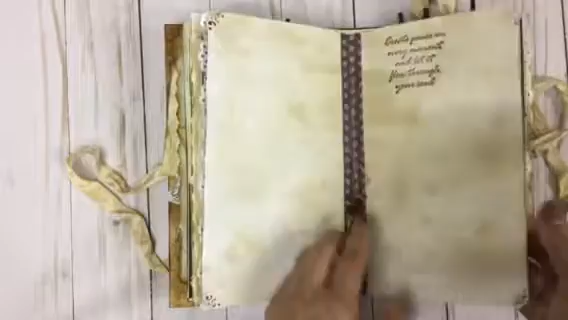 Create peace in
every moment
and let it
flow through
your soul